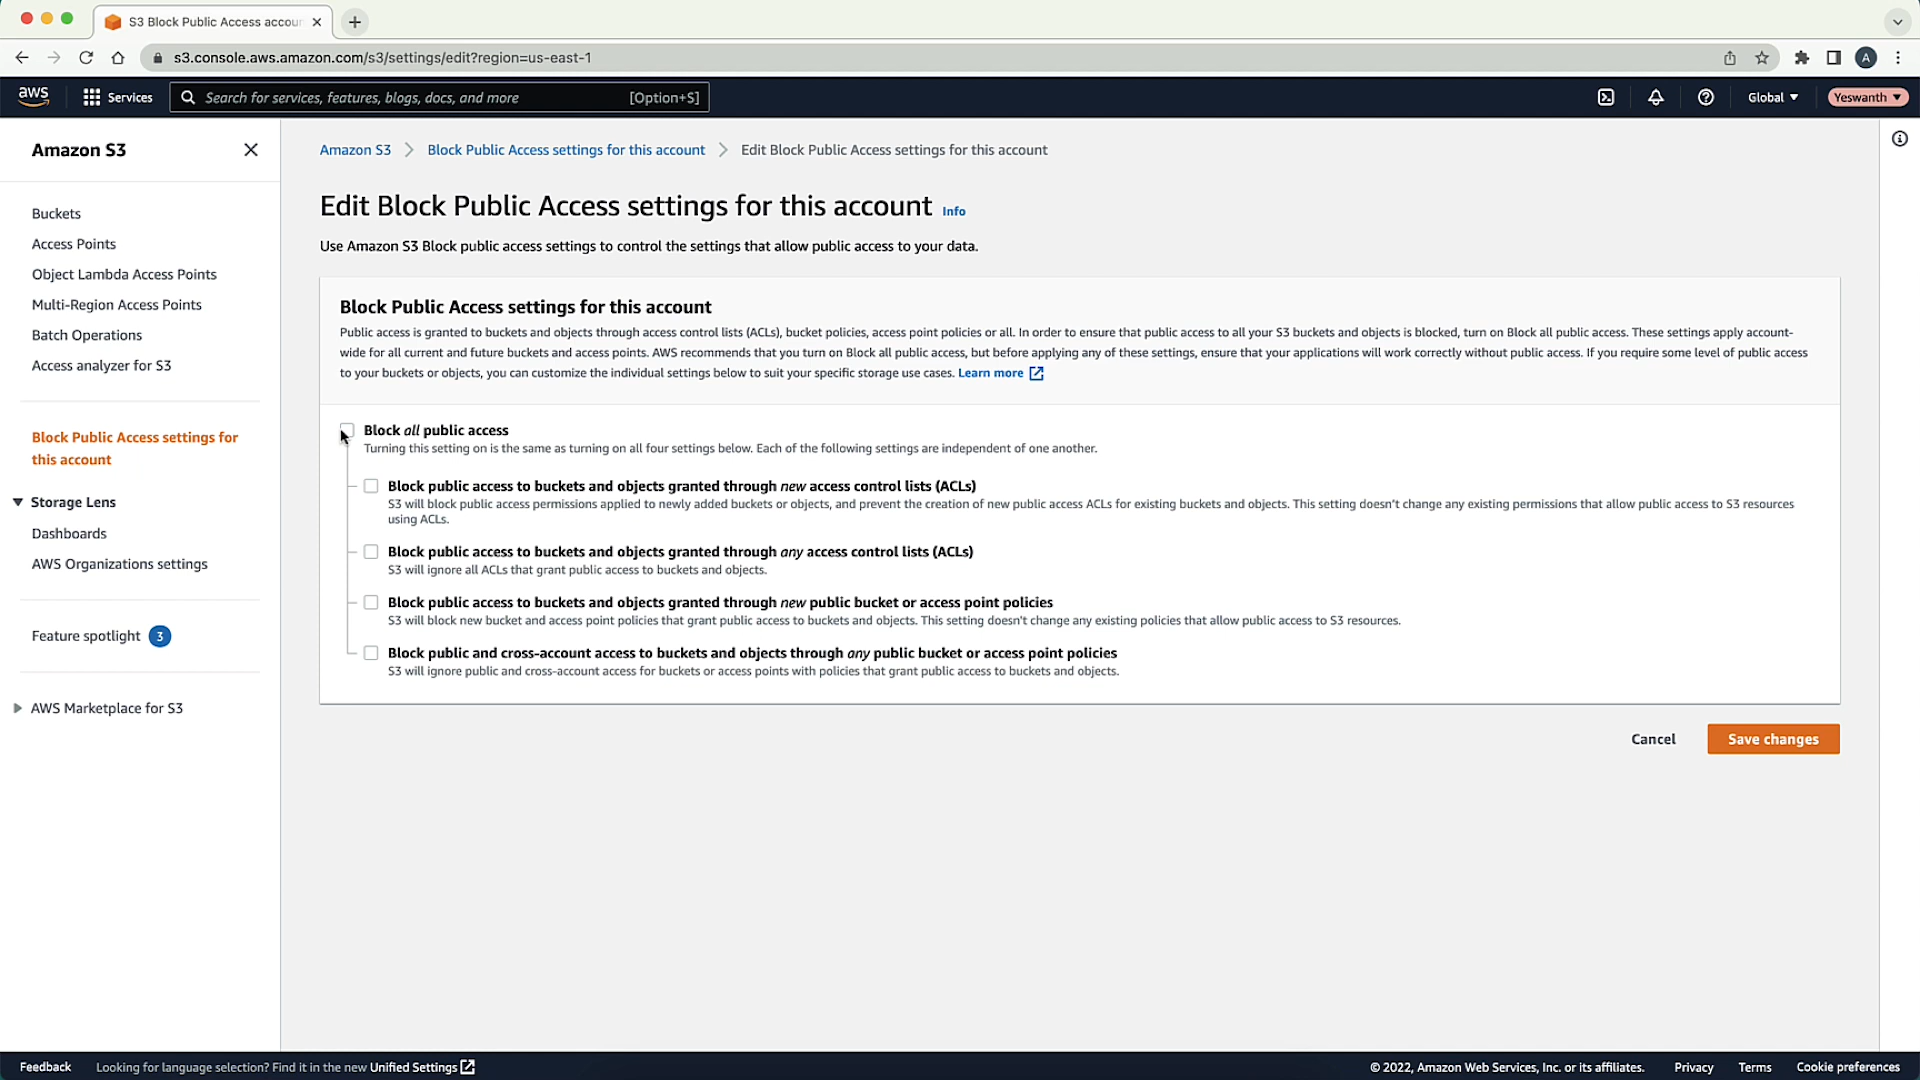 S3 Block Public Access accou
s3.console.aws.amazon.com/s3/settings/edit?region=us-east-1
A
aws
Services
Search for services, features, blogs, docs, and more
[Option+S]
Global
Yeswanth
Amazon S3
Buckets
Access Points
Object Lambda Access Points
Multi-Region Access Points
Batch Operations
Access analyzer for S3
Block Public Access settings for
this account
Storage Lens
Dashboards
AWS Organizations settings
Feature spotlight 3
AWS Marketplace for S3
Amazon S3 > Block Public Access settings for this account > Edit Block Public Access settings for this account
Edit Block Public Access settings for this account Info
Use Amazon S3 Block public access settings to control the settings that allow public access to your data.
Block Public Access settings for this account
Public access is granted to buckets and objects through access control lists (ACLs), bucket policies, access point policies or all. In order to ensure that public access to all your S3 buckets and objects is blocked, turn on Block all public access. These settings apply account-
wide for all current and future buckets and access points. AWS recommends that you turn on Block all public access, but before applying any of these settings, ensure that your applications will work correctly without public access. If you require some level of public access
to your buckets or objects, you can customize the individual settings below to suit your specific storage use cases. Learn more
Block all public access
Turning this setting on is the same as turning on all four settings below. Each of the following settings are independent of one another.
Block public access to buckets and objects granted through new access control lists (ACLs)
S3 will block public access permissions applied to newly added buckets or objects, and prevent the creation of new public access ACLs for existing buckets and objects. This setting doesn't change any existing permissions that allow public access to S3 resources
using ACLs.
Block public access to buckets and objects granted through any access control lists (ACLs)
S3 will ignore all ACLs that grant public access to buckets and objects.
Block public access to buckets and objects granted through new public bucket or access point policies
S3 will block new bucket and access point policies that grant public access to buckets and objects. This setting doesn't change any existing policies that allow public access to S3 resources.
Block public and cross-account access to buckets and objects through any public bucket or access point policies
S3 will ignore public and cross-account access for buckets or access points with policies that grant public access to buckets and objects.
Cancel
Save changes
Feedback
Looking for language selection? Find it in the new Unified Settings
© 2022, Amazon Web Services, Inc. or its affiliates.
Privacy
Terms
Cookie preferences